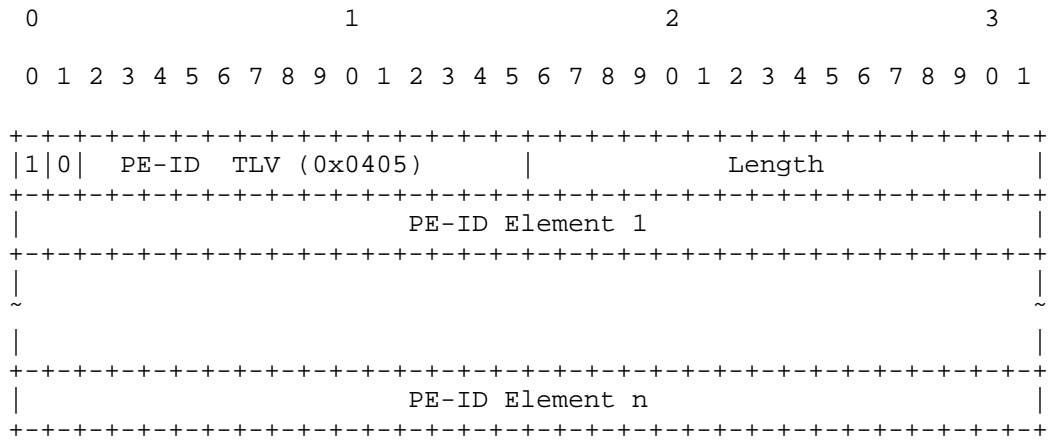 0                   1                   2                   3
0 1 2 3 4 5 6 7 8 9 0 1 2 3 4 5 6 7 8 9 0 1 2 3 4 5 6 7 8 9 0 1
+-+-+-+-+-+-+-+-+-+-+-+-+-+-+-+-+-+-+-+-+-+-+-+-+-+-+-+-+-+-+-+-+
|1|0|  PE-ID  TLV (0x0405)      |            Length             |
+-+-+-+-+-+-+-+-+-+-+-+-+-+-+-+-+-+-+-+-+-+-+-+-+-+-+-+-+-+-+-+-+
|                        PE-ID Element 1                        |
+-+-+-+-+-+-+-+-+-+-+-+-+-+-+-+-+-+-+-+-+-+-+-+-+-+-+-+-+-+-+-+-+
|                                                               |
~                                                               ~
|                                                               |
+-+-+-+-+-+-+-+-+-+-+-+-+-+-+-+-+-+-+-+-+-+-+-+-+-+-+-+-+-+-+-+-+
|                        PE-ID Element n                        |
+-+-+-+-+-+-+-+-+-+-+-+-+-+-+-+-+-+-+-+-+-+-+-+-+-+-+-+-+-+-+-+-+